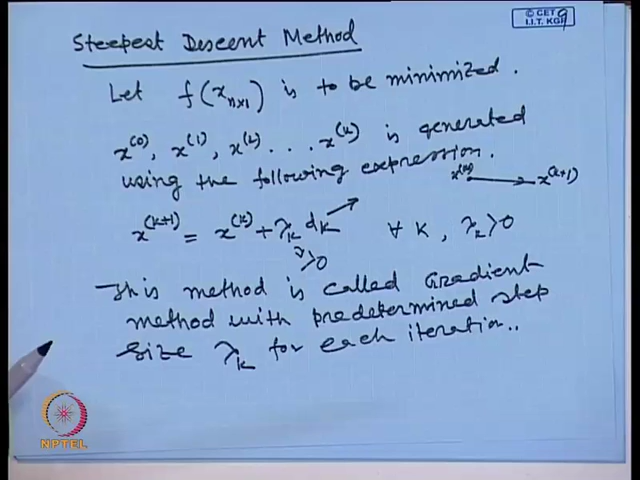 © CET
I.I.T. KGP
9
Steepest Descent Method
Let f(x_{n×1}) is to be minimized.
x^{(0)}, x^{(1)}, x^{(2)} . . . x^{(k)} is generated
using the following expression.
x^{(k)} → x^{(k+1)}
x^{(k+1)} = x^{(k)} + λ_k d_k ∀ k, λ_k > 0
> 0
This method is called Gradient
method with predetermined step
size λ_k for each iteration..
NPTEL